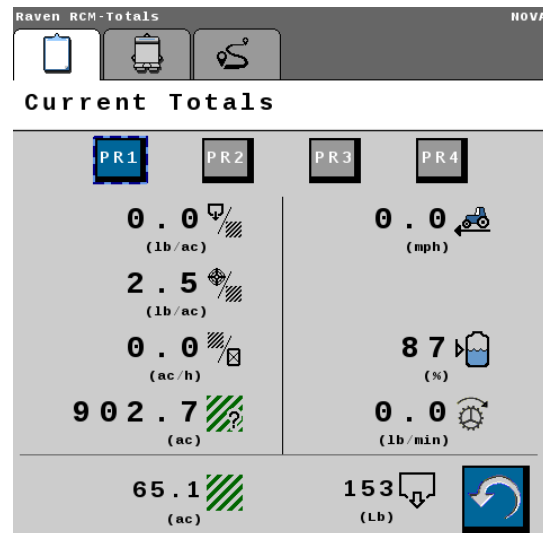 Raven RCM-Totals NOVA
Current Totals
PR1 PR2 PR3 PR4
0.0 0.0
(lb/ac) (mph)
2.5
(lb/ac)
0.0 87
(ac/h) (%)
902.7 ? 0.0
(ac) (lb/min)
65.1 153
(ac) (Lb)